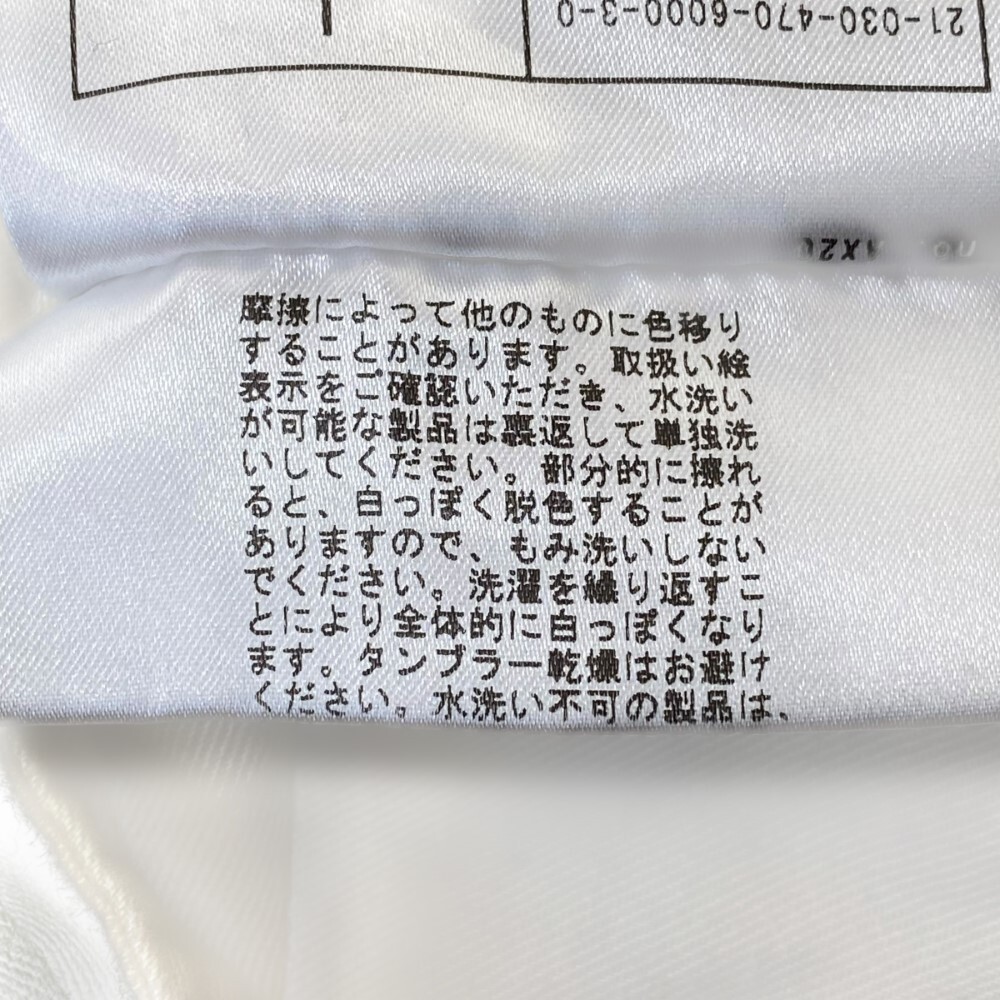 21-030-470-6000-3-0
摩擦によって他のものに色移り
することがあります。取扱い絵
表示をご確認いただき、水洗い
が可能な製品は裏返して単独洗
いしてください。部分的に擦れ
ると、白っぽく脱色することが
ありますので、もみ洗いしない
でください。洗濯を繰り返すこ
とにより全体的に白っぽくなり
ます。タンブラー乾燥はお避け
ください。水洗い不可の製品は、